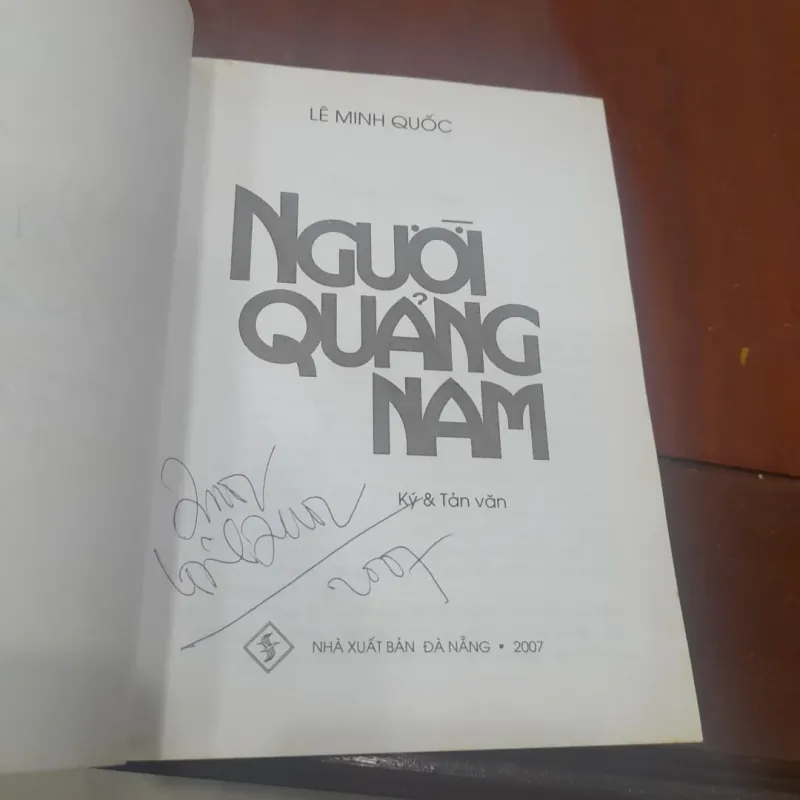 LÊ MINH QUỐC
NGƯỜI
QUẢNG
NAM
Ký & Tản văn
2007
NHÀ XUẤT BẢN ĐÀ NẴNG • 2007